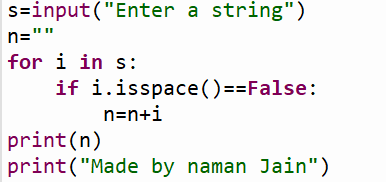 s=input("Enter a string")
n=""
for i in s:
    if i.isspace()==False:
        n=n+i
print(n)
print("Made by naman Jain")